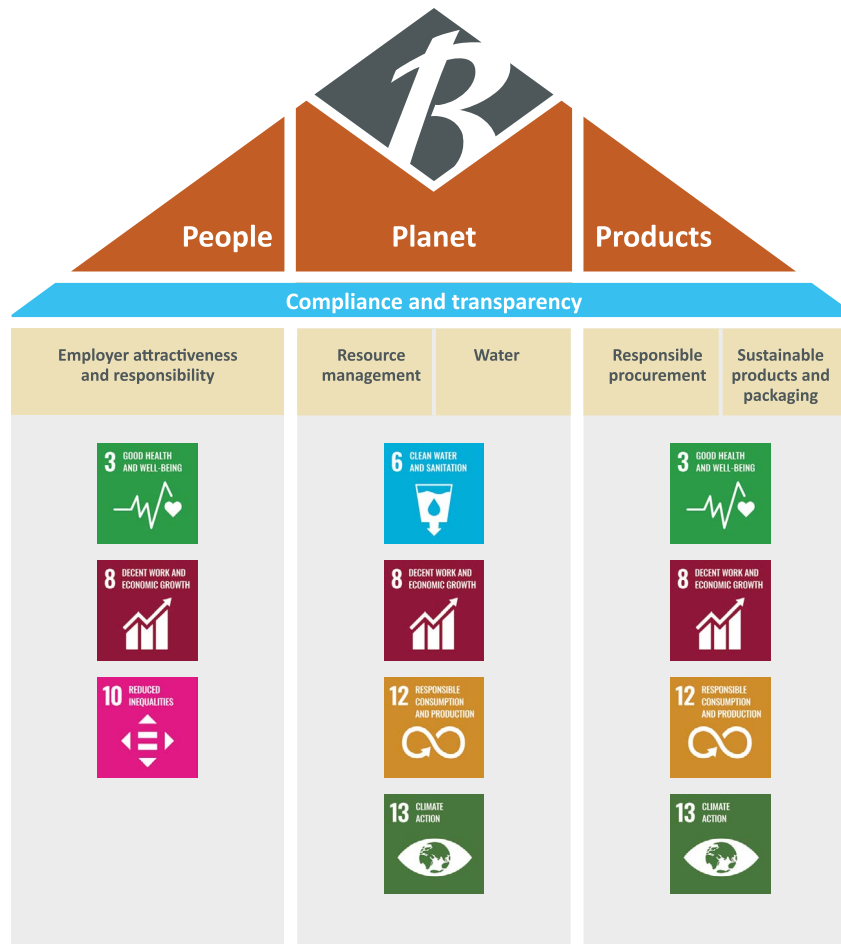 B
People
Planet
Products
Compliance and transparency
Employer attractiveness
and responsibility
Resource
management
Water
Responsible
procurement
Sustainable
products and
packaging
3 GOOD HEALTH
AND WELL-BEING
8 DECENT WORK AND
ECONOMIC GROWTH
10 REDUCED
INEQUALITIES
6 CLEAN WATER
AND SANITATION
8 DECENT WORK AND
ECONOMIC GROWTH
12 RESPONSIBLE
CONSUMPTION
AND PRODUCTION
13 CLIMATE
ACTION
3 GOOD HEALTH
AND WELL-BEING
8 DECENT WORK AND
ECONOMIC GROWTH
12 RESPONSIBLE
CONSUMPTION
AND PRODUCTION
13 CLIMATE
ACTION